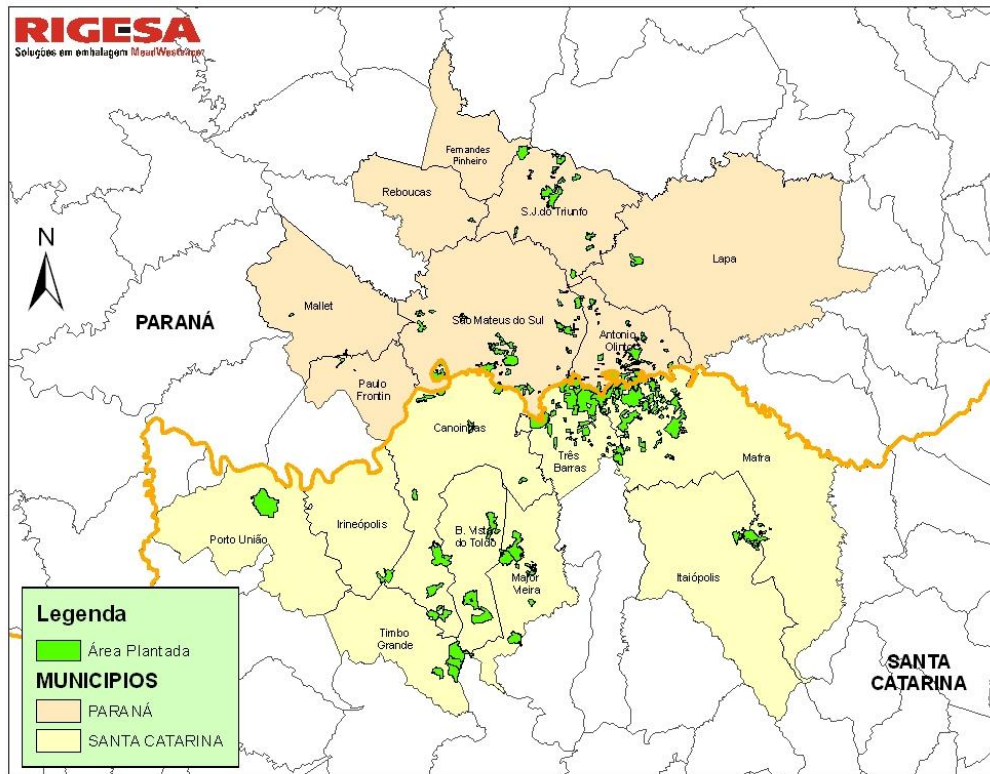 RIGESA
Soluções em embalagem MeadWestvaco
Fernandes
Pinheiro
Reboucas
S.J.do Triunfo
Lapa
N
Mallet
São Mateus do Sul
PARANÁ
Antonio
Olinto
Paulo
Frontin
Canoinhas
Três
Barras
Mafra
Porto União
Irineópolis
B. Vista
do Toldo
Major
Vieira
Itaiópolis
Timbo
Grande
SANTA
CATARINA
Legenda
Área Plantada
MUNICIPIOS
PARANÁ
SANTA CATARINA